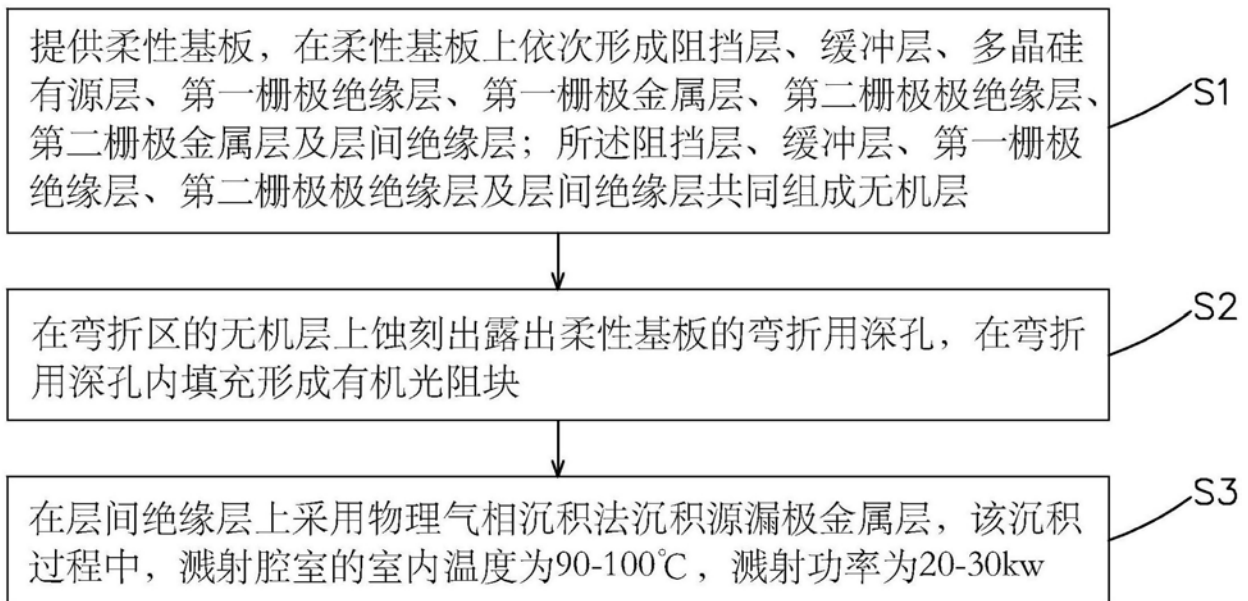 提供柔性基板，在柔性基板上依次形成阻挡层、缓冲层、多晶硅
有源层、第一栅极绝缘层、第一栅极金属层、第二栅极极绝缘层、
第二栅极金属层及层间绝缘层；所述阻挡层、缓冲层、第一栅极
绝缘层、第二栅极极绝缘层及层间绝缘层共同组成无机层
S1
在弯折区的无机层上蚀刻出露出柔性基板的弯折用深孔，在弯折
用深孔内填充形成有机光阻块
S2
在层间绝缘层上采用物理气相沉积法沉积源漏极金属层，该沉积
过程中，溅射腔室的室内温度为90-100℃，溅射功率为20-30kw
S3